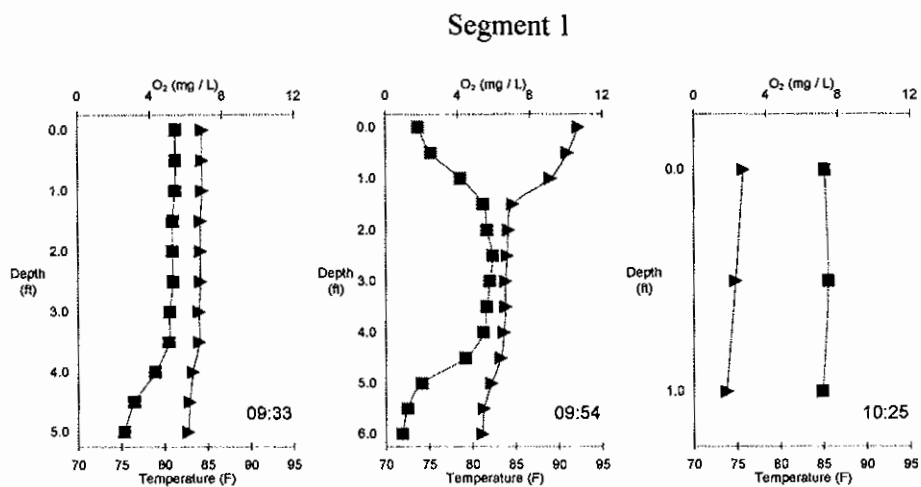 Segment 1
O₂ (mg / L)
0 4 8 12
0.0
1.0
2.0
Depth
(ft)
3.0
4.0
5.0
09:33
70 75 80 85 90 95
Temperature (F)
O₂ (mg / L)
0 4 8 12
0.0
1.0
2.0
Depth
(ft)
3.0
4.0
5.0
6.0
09:54
70 75 80 85 90 95
Temperature (F)
O₂ (mg / L)
0 4 8 12
0.0
Depth
(ft)
1.0
10:25
70 75 80 85 90 95
Temperature (F)